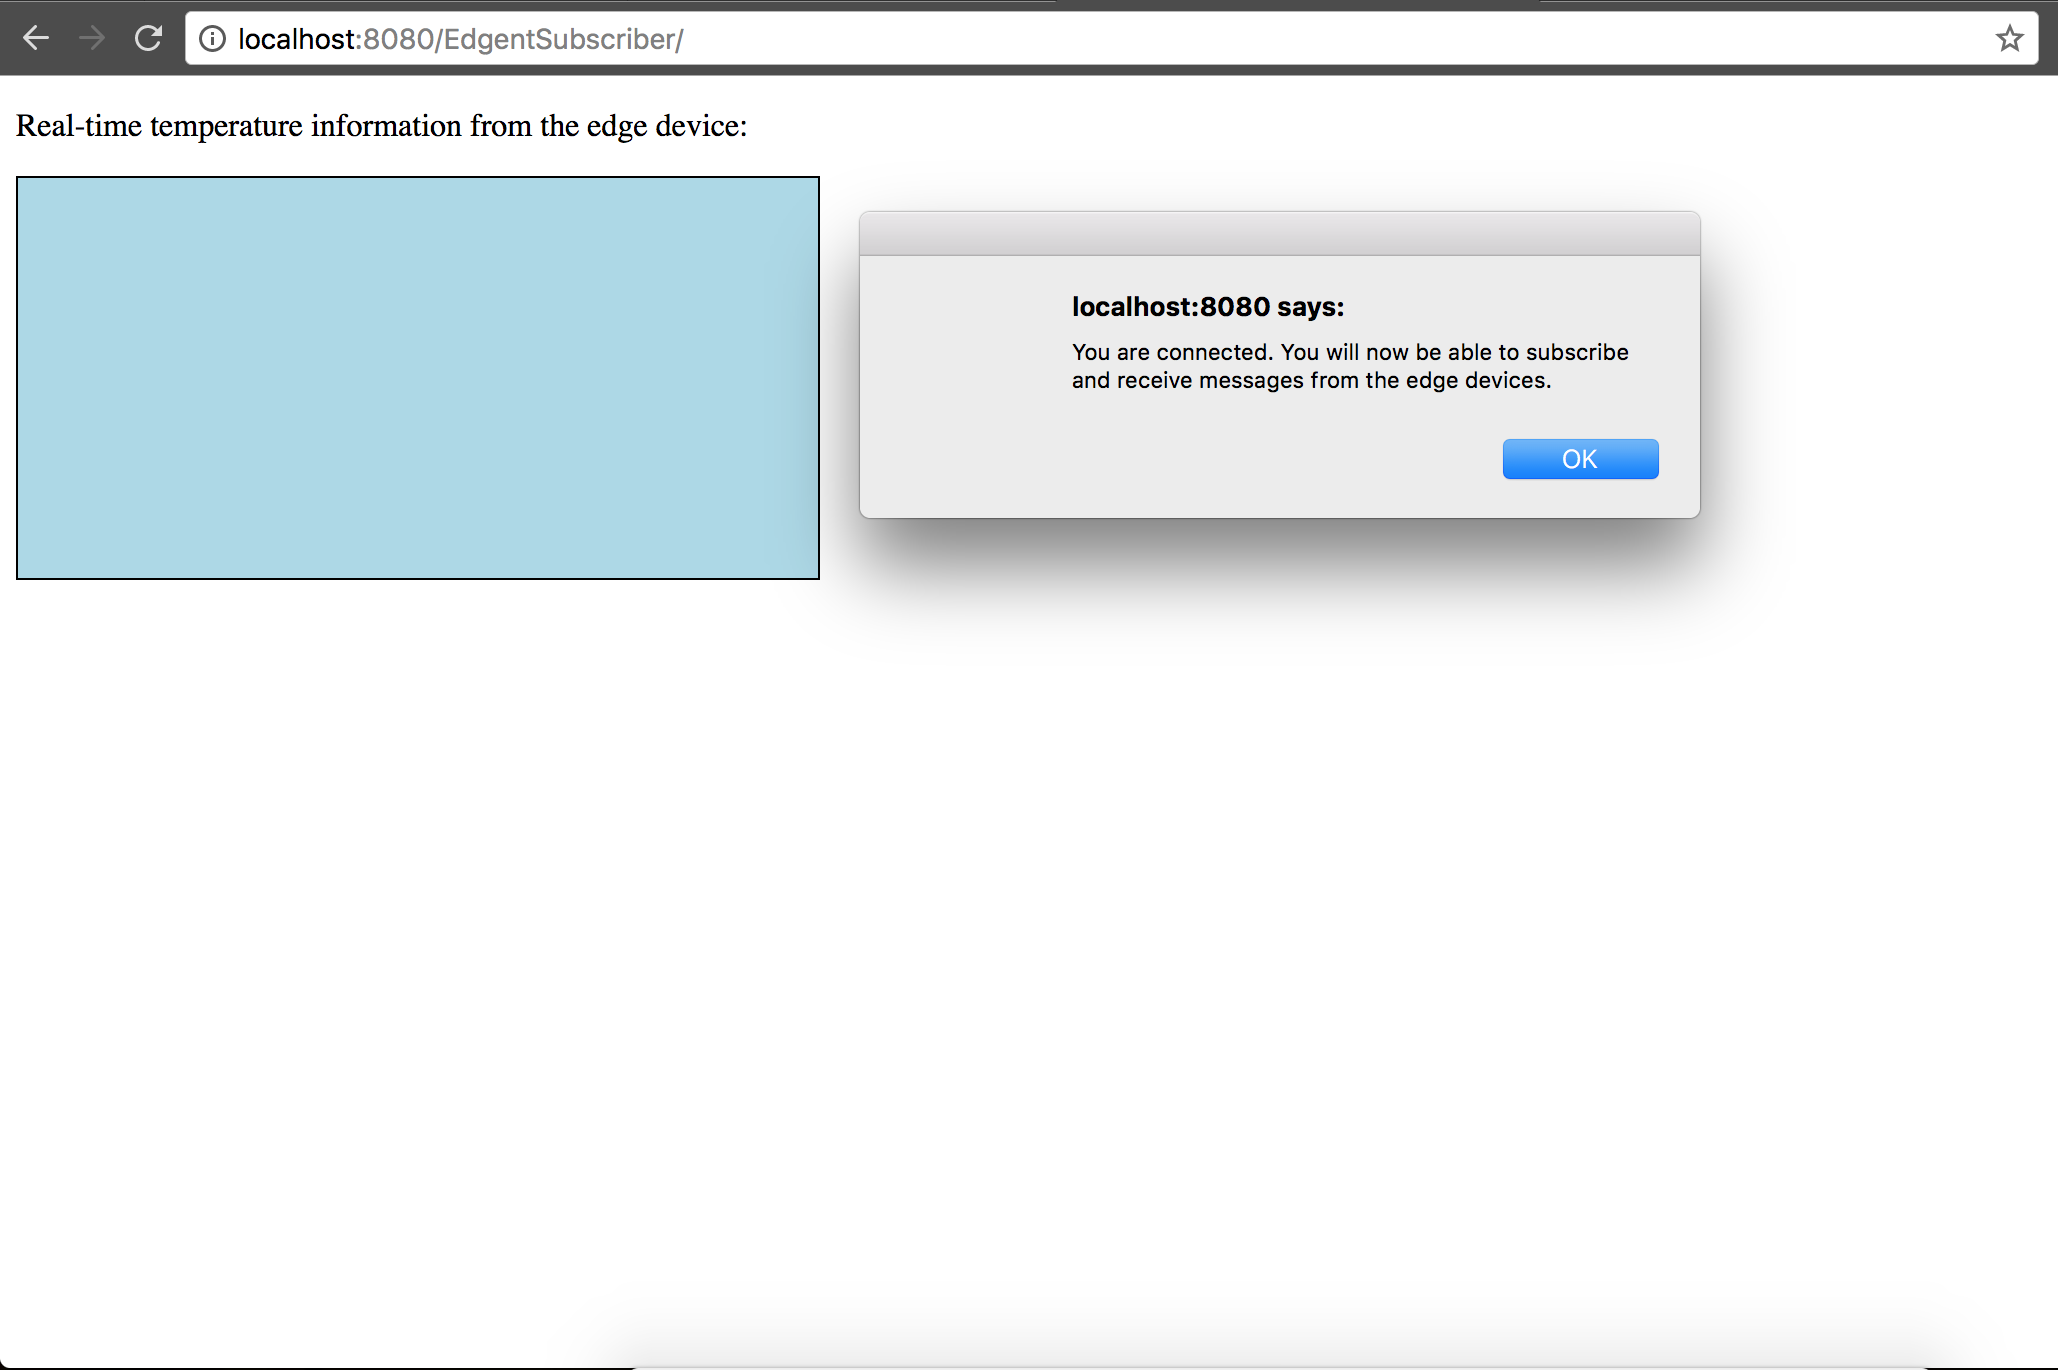 localhost:8080/EdgentSubscriber/
Real-time temperature information from the edge device:
localhost:8080 says:
You are connected. You will now be able to subscribe
and receive messages from the edge devices.
OK